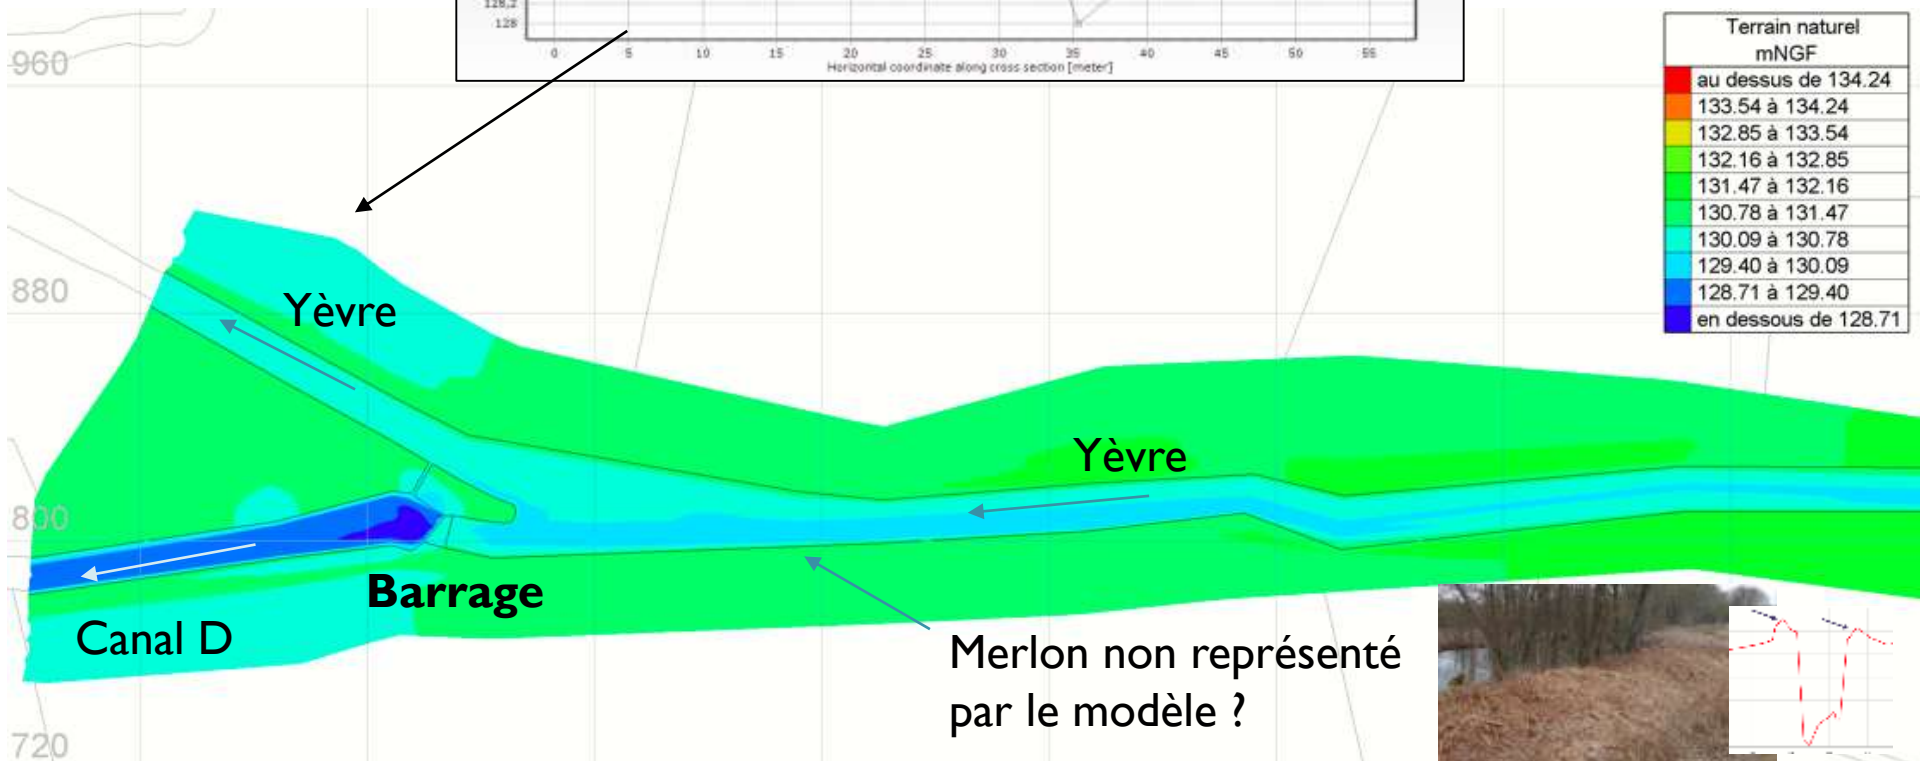 128,2
128
0 5 10 15 20 25 30 35 40 45 50 55
Horizontal coordinate along cross section [meter]
Terrain naturel
mNGF
au dessus de 134.24
133.54 à 134.24
132.85 à 133.54
132.16 à 132.85
131.47 à 132.16
130.78 à 131.47
130.09 à 130.78
129.40 à 130.09
128.71 à 129.40
en dessous de 128.71
960
880
800
720
Yèvre
Yèvre
Barrage
Canal D
Merlon non représenté
par le modèle ?